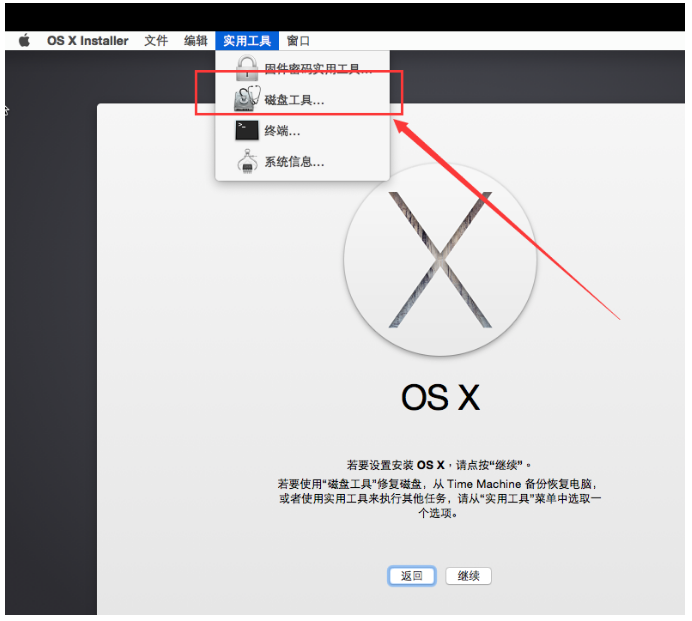 OS X Installer 文件 编辑 实用工具 窗口
固件密码实用工具...
磁盘工具...
终端...
系统信息...
OS X
若要设置安装 OS X，请点按“继续”。
若要使用“磁盘工具”修复磁盘，从 Time Machine 备份恢复电脑，
或者使用实用工具来执行其他任务，请从“实用工具”菜单中选取一
个选项。
返回 继续